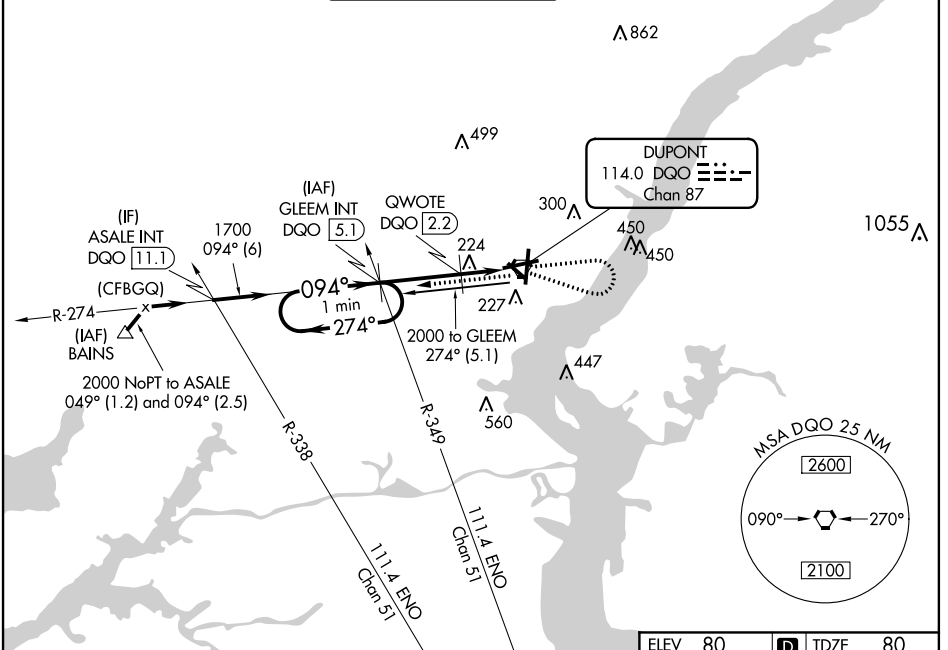 862
499
DUPONT
114.0 DQO
Chan 87
(IAF)
GLEEM INT
DQO 5.1
QWOTE
DQO 2.2
(IF)
ASALE INT
DQO 11.1
1700
094° (6)
300
450
450
1055
224
(CFBGQ)
x
094°
1 min
274°
227
R-274
(IAF)
BAINS
2000 to GLEEM
274° (5.1)
2000 NoPT to ASALE
049° (1.2) and 094° (2.5)
447
560
R-338
R-349
MSA DQO 25 NM
2600
090°
270°
2100
111.4 ENO
Chan 51
111.4 ENO
Chan 51
ELEV 80 D TDZE 80